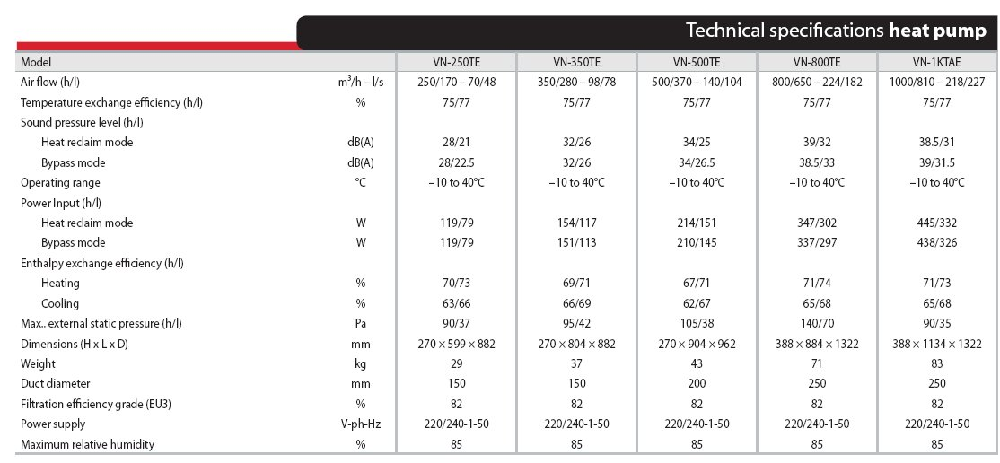 Technical specifications heat pump
Model VN-250TE VN-350TE VN-500TE VN-800TE VN-1KTAE
Air flow (h/l) m³/h – l/s 250/170 – 70/48 350/280 – 98/78 500/370 – 140/104 800/650 – 224/182 1000/810 – 218/227
Temperature exchange efficiency (h/l) % 75/77 75/77 75/77 75/77 75/77
Sound pressure level (h/l)
Heat reclaim mode dB(A) 28/21 32/26 34/25 39/32 38.5/31
Bypass mode dB(A) 28/22.5 32/26 34/26.5 38.5/33 39/31.5
Operating range °C –10 to 40°C –10 to 40°C –10 to 40°C –10 to 40°C –10 to 40°C
Power Input (h/l)
Heat reclaim mode W 119/79 154/117 214/151 347/302 445/332
Bypass mode W 119/79 151/113 210/145 337/297 438/326
Enthalpy exchange efficiency (h/l)
Heating % 70/73 69/71 67/71 71/74 71/73
Cooling % 63/66 66/69 62/67 65/68 65/68
Max.. external static pressure (h/l) Pa 90/37 95/42 105/38 140/70 90/35
Dimensions (H x L x D) mm 270 × 599 × 882 270 × 804 × 882 270 × 904 × 962 388 × 884 × 1322 388 × 1134 × 1322
Weight kg 29 37 43 71 83
Duct diameter mm 150 150 200 250 250
Filtration efficiency grade (EU3) % 82 82 82 82 82
Power supply V-ph-Hz 220/240-1-50 220/240-1-50 220/240-1-50 220/240-1-50 220/240-1-50
Maximum relative humidity % 85 85 85 85 85